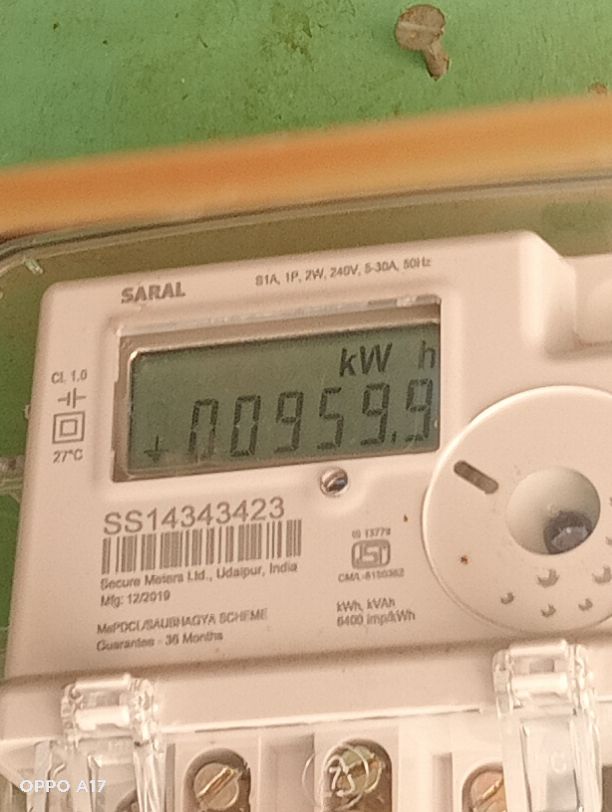 SARAL
S1A, 1P, 2W, 240V, 5-30A, 50Hz
kW h
00959.9
Cl. 1.0
27°C
SS14343423
Secure Meters Ltd., Udaipur, India
Mfg: 12/2019
MePDCL/SAUBHAGYA SCHEME
Guarantee - 36 Months
IS 13779
ISI
kWh, kVAh
6400 imp/kWh
OPPO A17